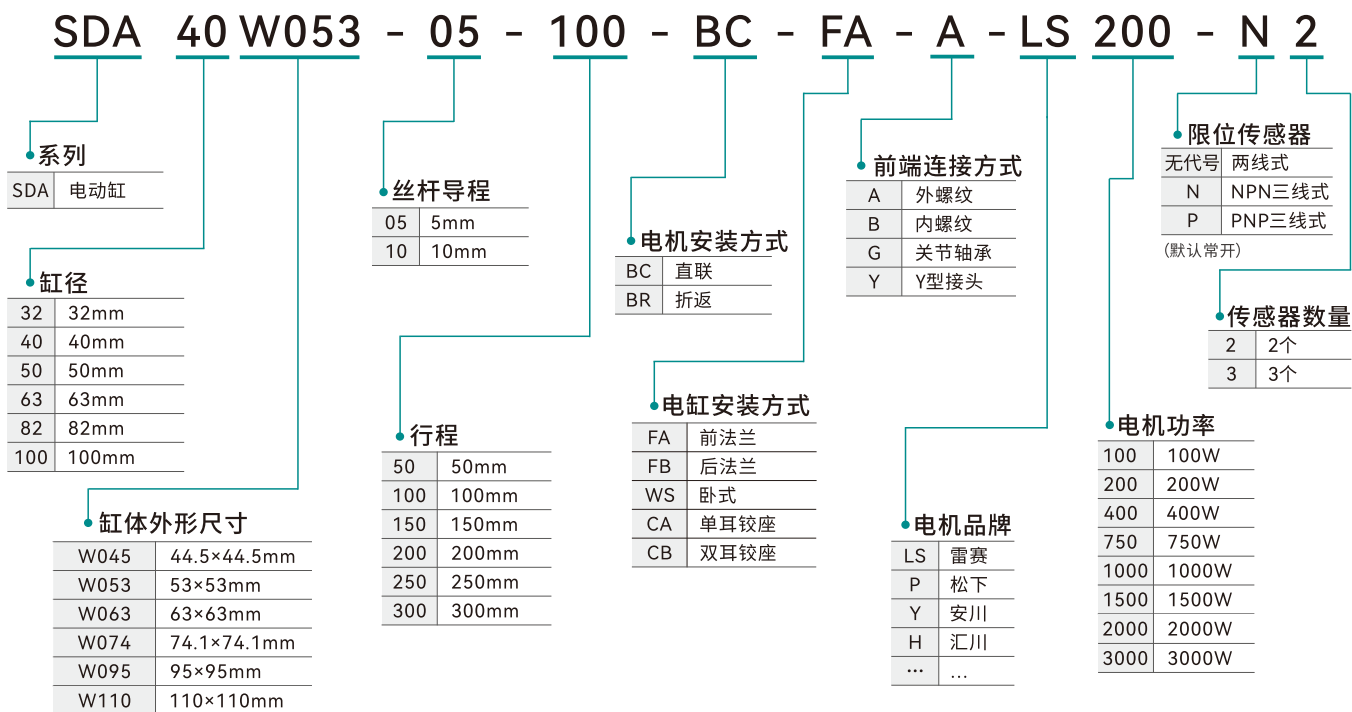 SDA 40 W053 - 05 - 100 - BC - FA - A - LS 200 - N 2
系列
SDA 电动缸
缸径
32 32mm
40 40mm
50 50mm
63 63mm
82 82mm
100 100mm
缸体外形尺寸
W045 44.5×44.5mm
W053 53×53mm
W063 63×63mm
W074 74.1×74.1mm
W095 95×95mm
W110 110×110mm
丝杆导程
05 5mm
10 10mm
行程
50 50mm
100 100mm
150 150mm
200 200mm
250 250mm
300 300mm
电机安装方式
BC 直联
BR 折返
电缸安装方式
FA 前法兰
FB 后法兰
WS 卧式
CA 单耳铰座
CB 双耳铰座
前端连接方式
A 外螺纹
B 内螺纹
G 关节轴承
Y Y型接头
电机品牌
LS 雷赛
P 松下
Y 安川
H 汇川
… …
电机功率
100 100W
200 200W
400 400W
750 750W
1000 1000W
1500 1500W
2000 2000W
3000 3000W
限位传感器
无代号 两线式
N NPN三线式
P PNP三线式
(默认常开)
传感器数量
2 2个
3 3个